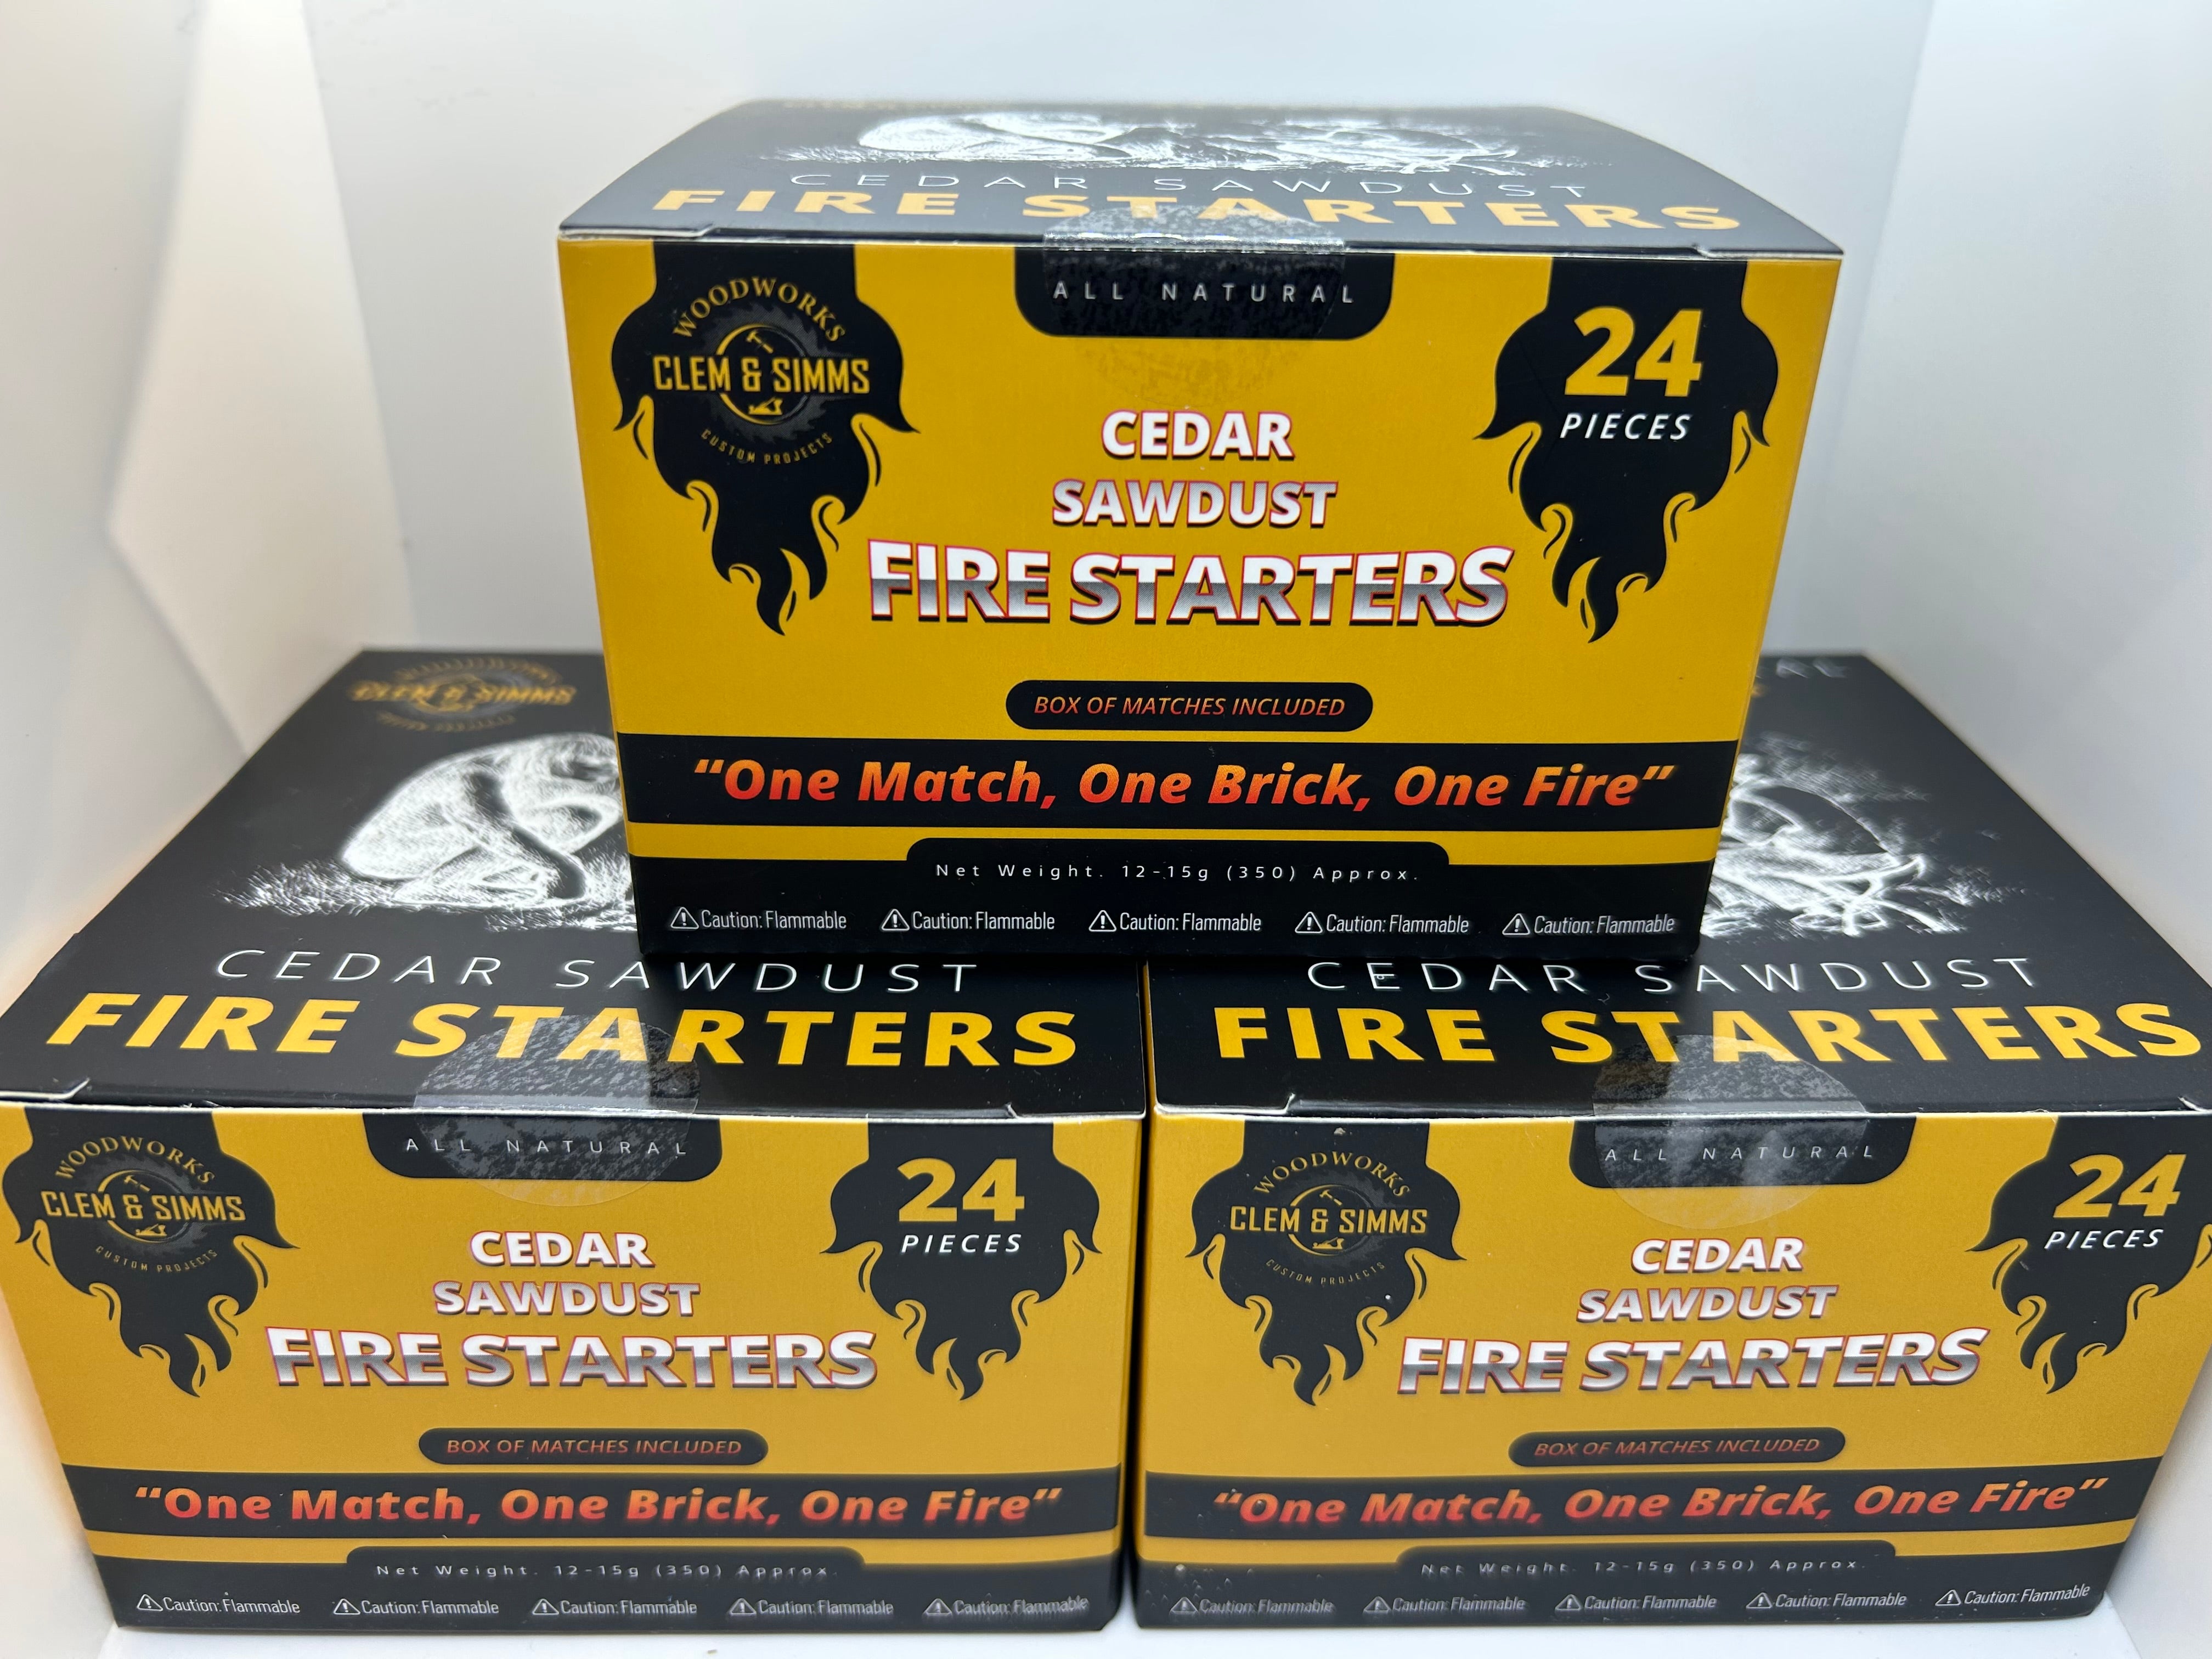 CEDAR SAWDUST
FIRE STARTERS
WOODWORKS
CLEM & SIMMS
CUSTOM PROJECTS
ALL NATURAL
24
PIECES
CEDAR
SAWDUST
FIRE STARTERS
BOX OF MATCHES INCLUDED
“One Match, One Brick, One Fire”
Net Weight. 12-15g (350) Approx.
Caution: Flammable Caution: Flammable Caution: Flammable Caution: Flammable Caution: Flammable
CLEM & SIMMS
CEDAR SAWDUST
FIRE STARTERS
WOODWORKS
CLEM & SIMMS
CUSTOM PROJECTS
ALL NATURAL
24
PIECES
CEDAR
SAWDUST
FIRE STARTERS
BOX OF MATCHES INCLUDED
“One Match, One Brick, One Fire”
Net Weight. 12-15g (350) Approx.
Caution: Flammable Caution: Flammable Caution: Flammable Caution: Flammable Caution: Flammable
CEDAR SAWDUST
FIRE STARTERS
WOODWORKS
CLEM & SIMMS
CUSTOM PROJECTS
ALL NATURAL
24
PIECES
CEDAR
SAWDUST
FIRE STARTERS
BOX OF MATCHES INCLUDED
“One Match, One Brick, One Fire”
Net Weight. 12-15g (350) Approx.
Caution: Flammable Caution: Flammable Caution: Flammable Caution: Flammable Caution: Flammable